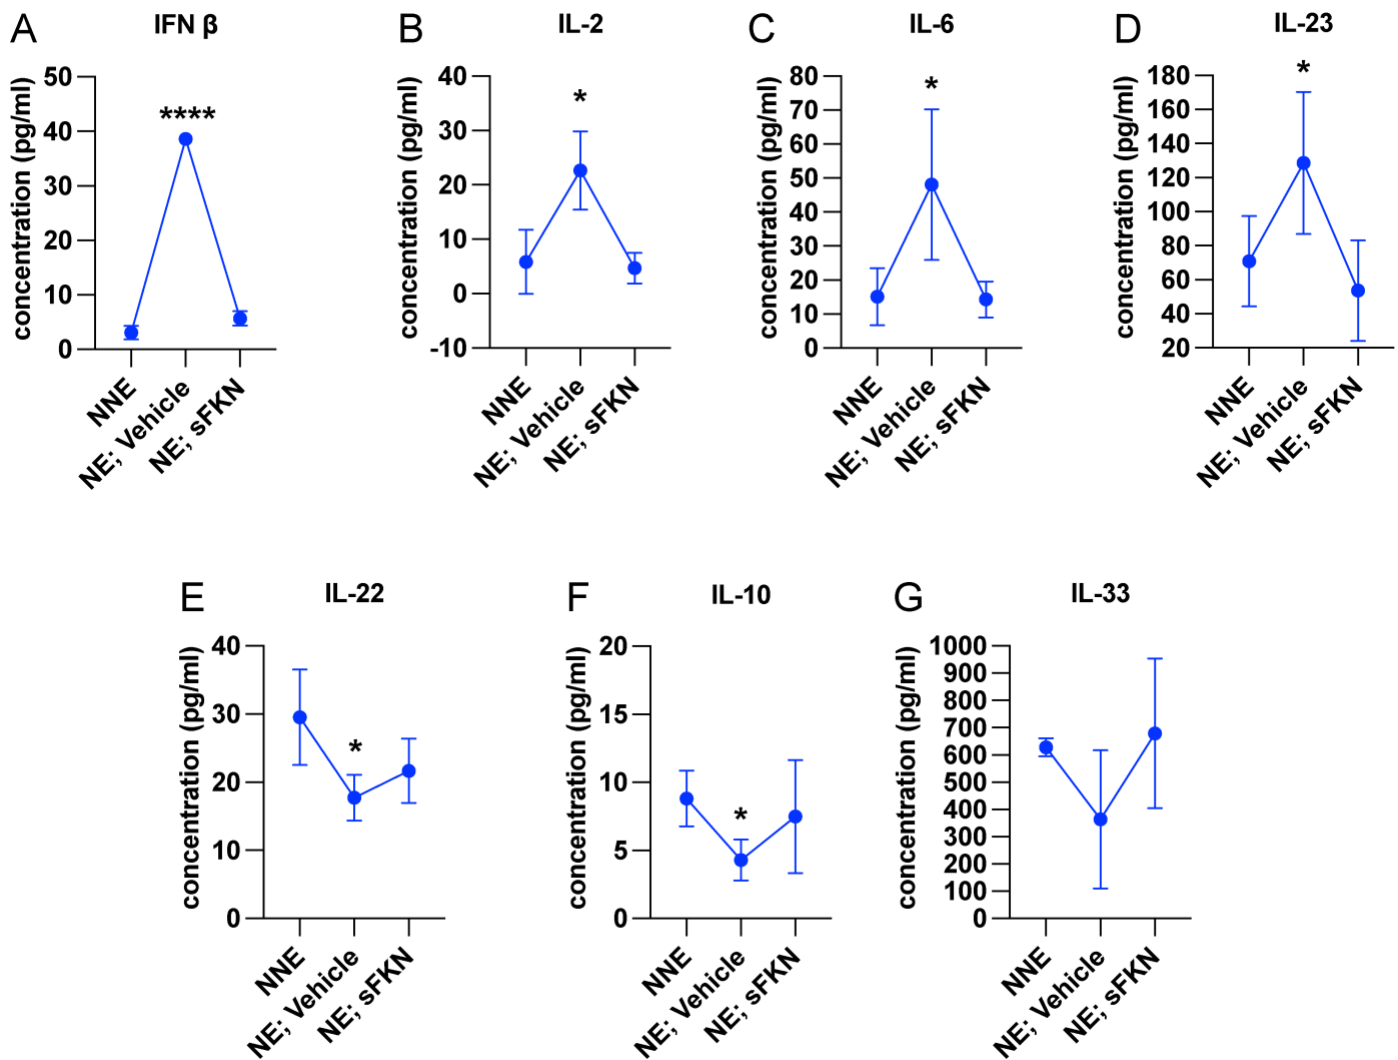 A
IFN β
concentration (pg/ml)
50
40
30
20
10
0
****
NNE
NE; Vehicle
NE; sFKN
B
IL-2
concentration (pg/ml)
40
30
20
10
0
-10
*
NNE
NE; Vehicle
NE; sFKN
C
IL-6
concentration (pg/ml)
80
70
60
50
40
30
20
10
0
*
NNE
NE; Vehicle
NE; sFKN
D
IL-23
concentration (pg/ml)
180
160
140
120
100
80
60
40
20
*
NNE
NE; Vehicle
NE; sFKN
E
IL-22
concentration (pg/ml)
40
30
20
10
0
*
NNE
NE; Vehicle
NE; sFKN
F
IL-10
concentration (pg/ml)
20
15
10
5
0
*
NNE
NE; Vehicle
NE; sFKN
G
IL-33
concentration (pg/ml)
1000
900
800
700
600
500
400
300
200
100
0
NNE
NE; Vehicle
NE; sFKN